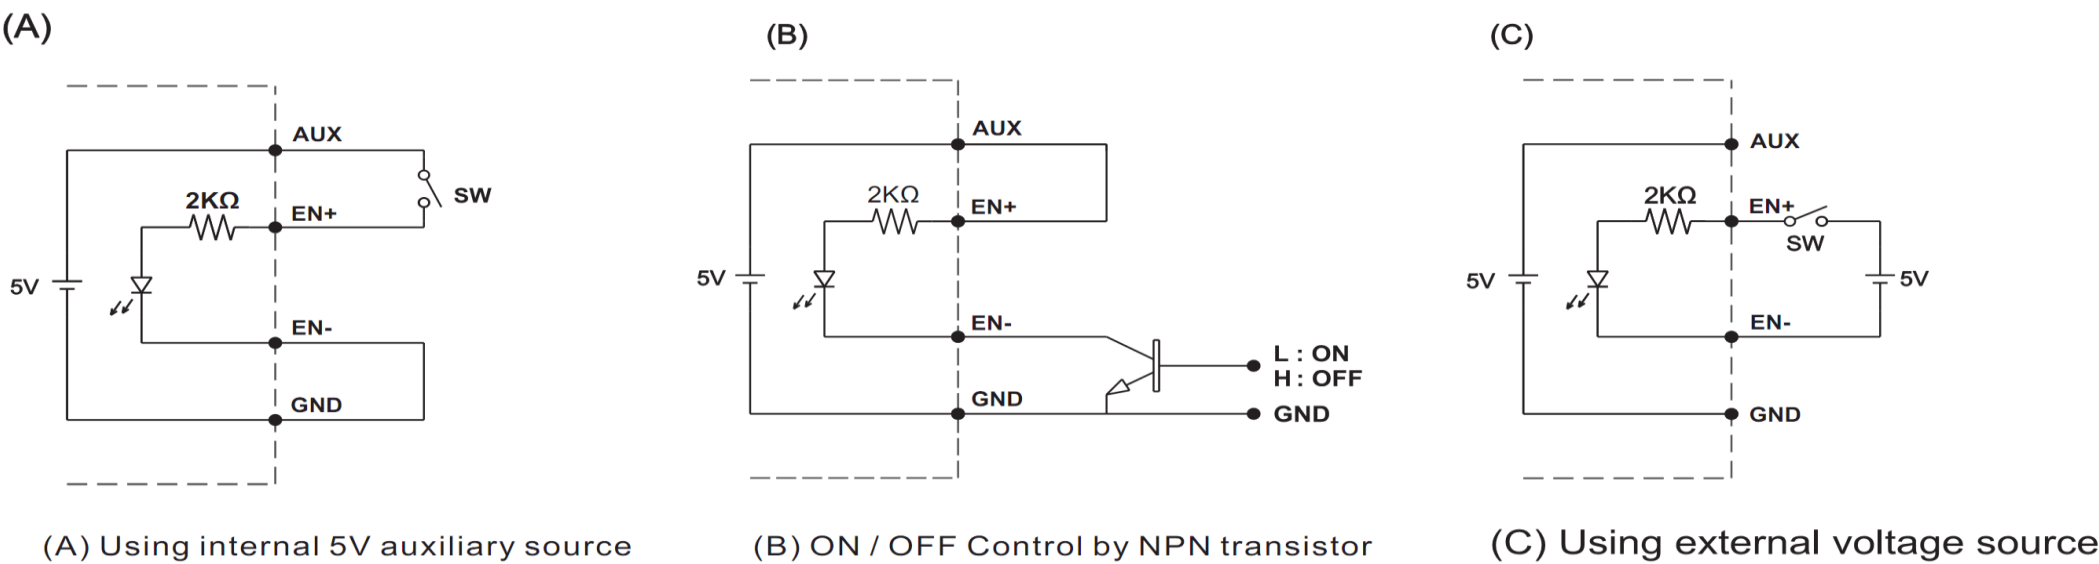 (A)
AUX
2KΩ
SW
EN+
5V
EN-
GND
(A) Using internal 5V auxiliary source
(B)
AUX
2KΩ
EN+
5V
EN-
L : ON
H : OFF
GND
GND
(B) ON / OFF Control by NPN transistor
(C)
AUX
2KΩ
EN+
SW
5V
5V
EN-
GND
(C) Using external voltage source